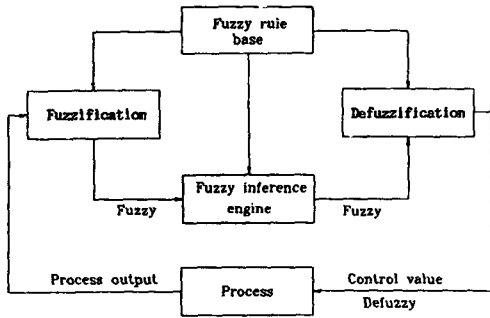 Fuzzy rule
base
Fuzzification
Defuzzification
Fuzzy inference
engine
Fuzzy
Fuzzy
Process output
Process
Control value
Defuzzy